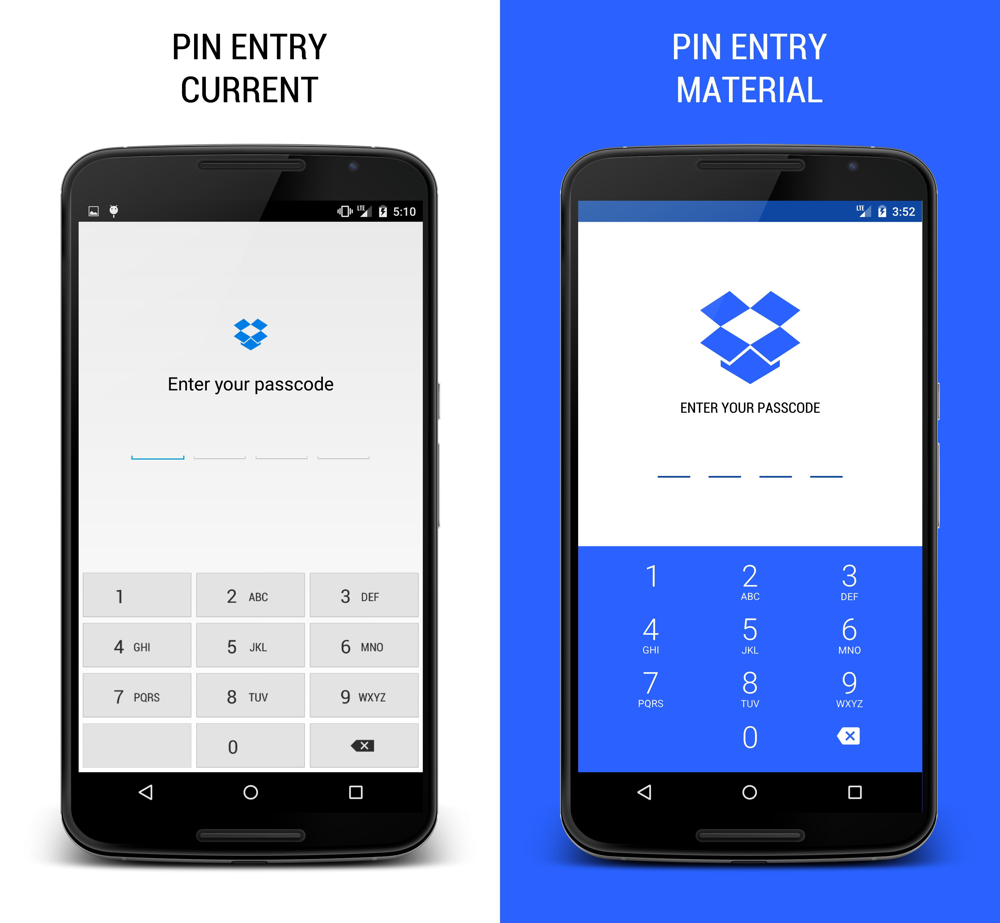 PIN ENTRY
CURRENT
LTE 5:10
Enter your passcode
1
2 ABC
3 DEF
4 GHI
5 JKL
6 MNO
7 PQRS
8 TUV
9 WXYZ
0
PIN ENTRY
MATERIAL
LTE 3:52
ENTER YOUR PASSCODE
1 2 3
ABC DEF
4 5 6
GHI JKL MNO
7 8 9
PQRS TUV WXYZ
0